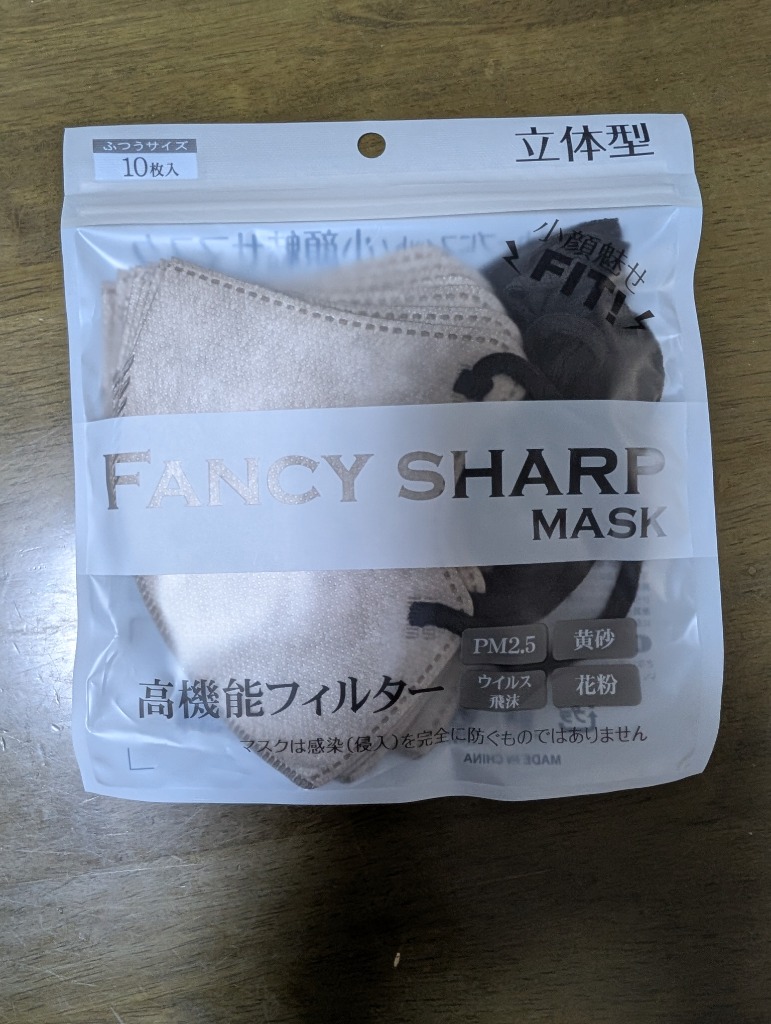 ふつうサイズ
10枚入
立体型
小顔魅せ
FIT!
FANCY SHARP
MASK
PM2.5
黄砂
ウイルス
飛沫
花粉
高機能フィルター
マスクは感染(侵入)を完全に防ぐものではありません
MADE IN CHINA